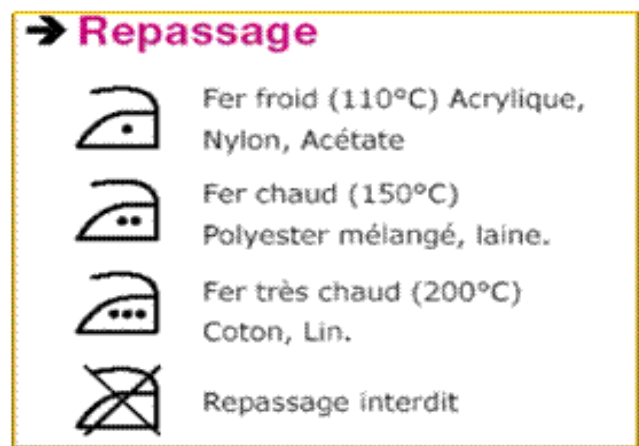 Repassage
Fer froid (110°C) Acrylique,
Nylon, Acétate
Fer chaud (150°C)
Polyester mélangé, laine.
Fer très chaud (200°C)
Coton, Lin.
Repassage interdit